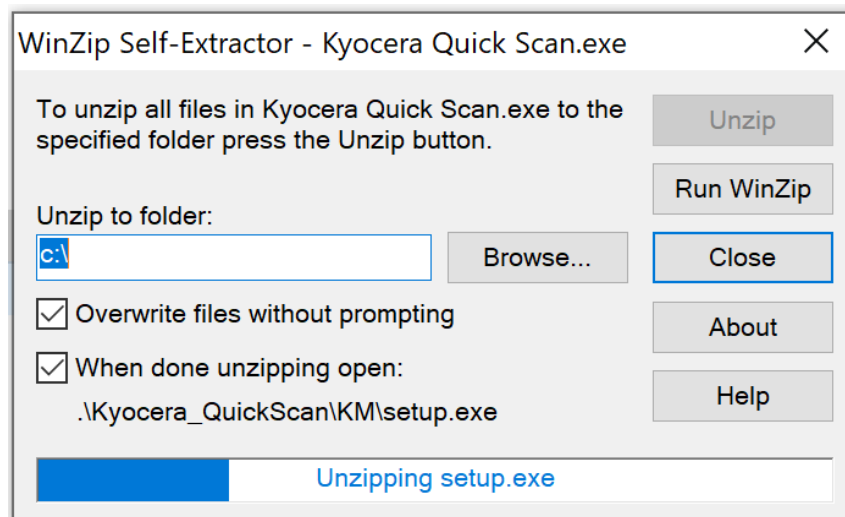 WinZip Self-Extractor - Kyocera Quick Scan.exe
To unzip all files in Kyocera Quick Scan.exe to the
specified folder press the Unzip button.
Unzip
Run WinZip
Unzip to folder:
c:\
Browse...
Close
Overwrite files without prompting
About
When done unzipping open:
Help
.\Kyocera_QuickScan\KM\setup.exe
Unzipping setup.exe